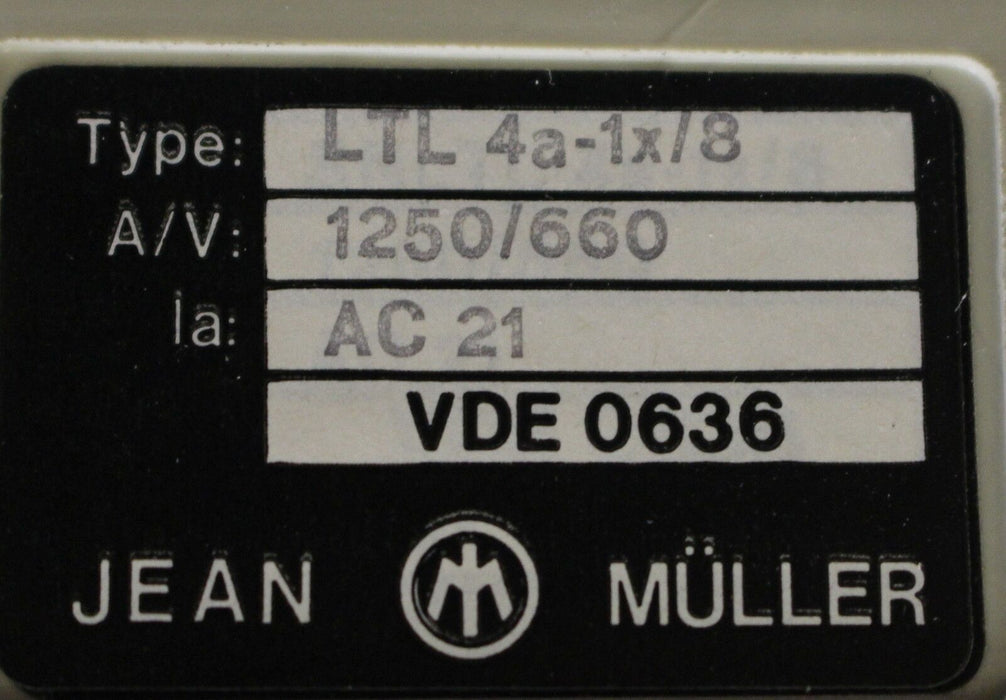 Type: LTL 4a-1x/8
A/V: 1250/660
Ia: AC 21
VDE 0636
JEAN MÜLLER